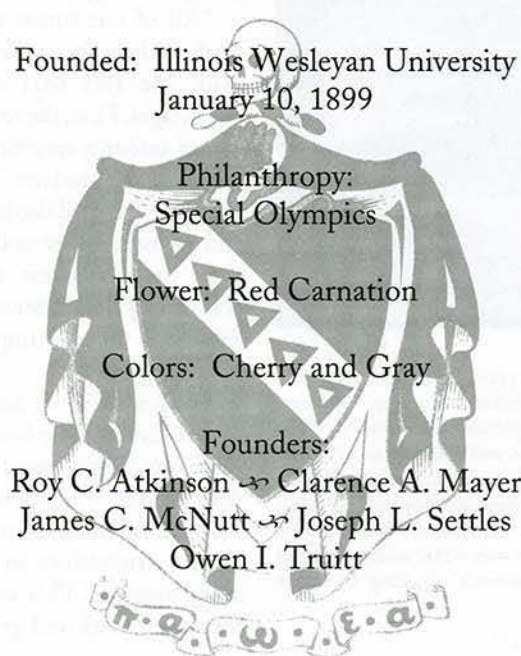 Founded: Illinois Wesleyan University
January 10, 1899
Philanthropy:
Special Olympics
Flower: Red Carnation
Colors: Cherry and Gray
Founders:
Roy C. Atkinson Clarence A. Mayer
James C. McNutt Joseph L. Settles
Owen I. Truitt
π · α · ω · ε · α ·